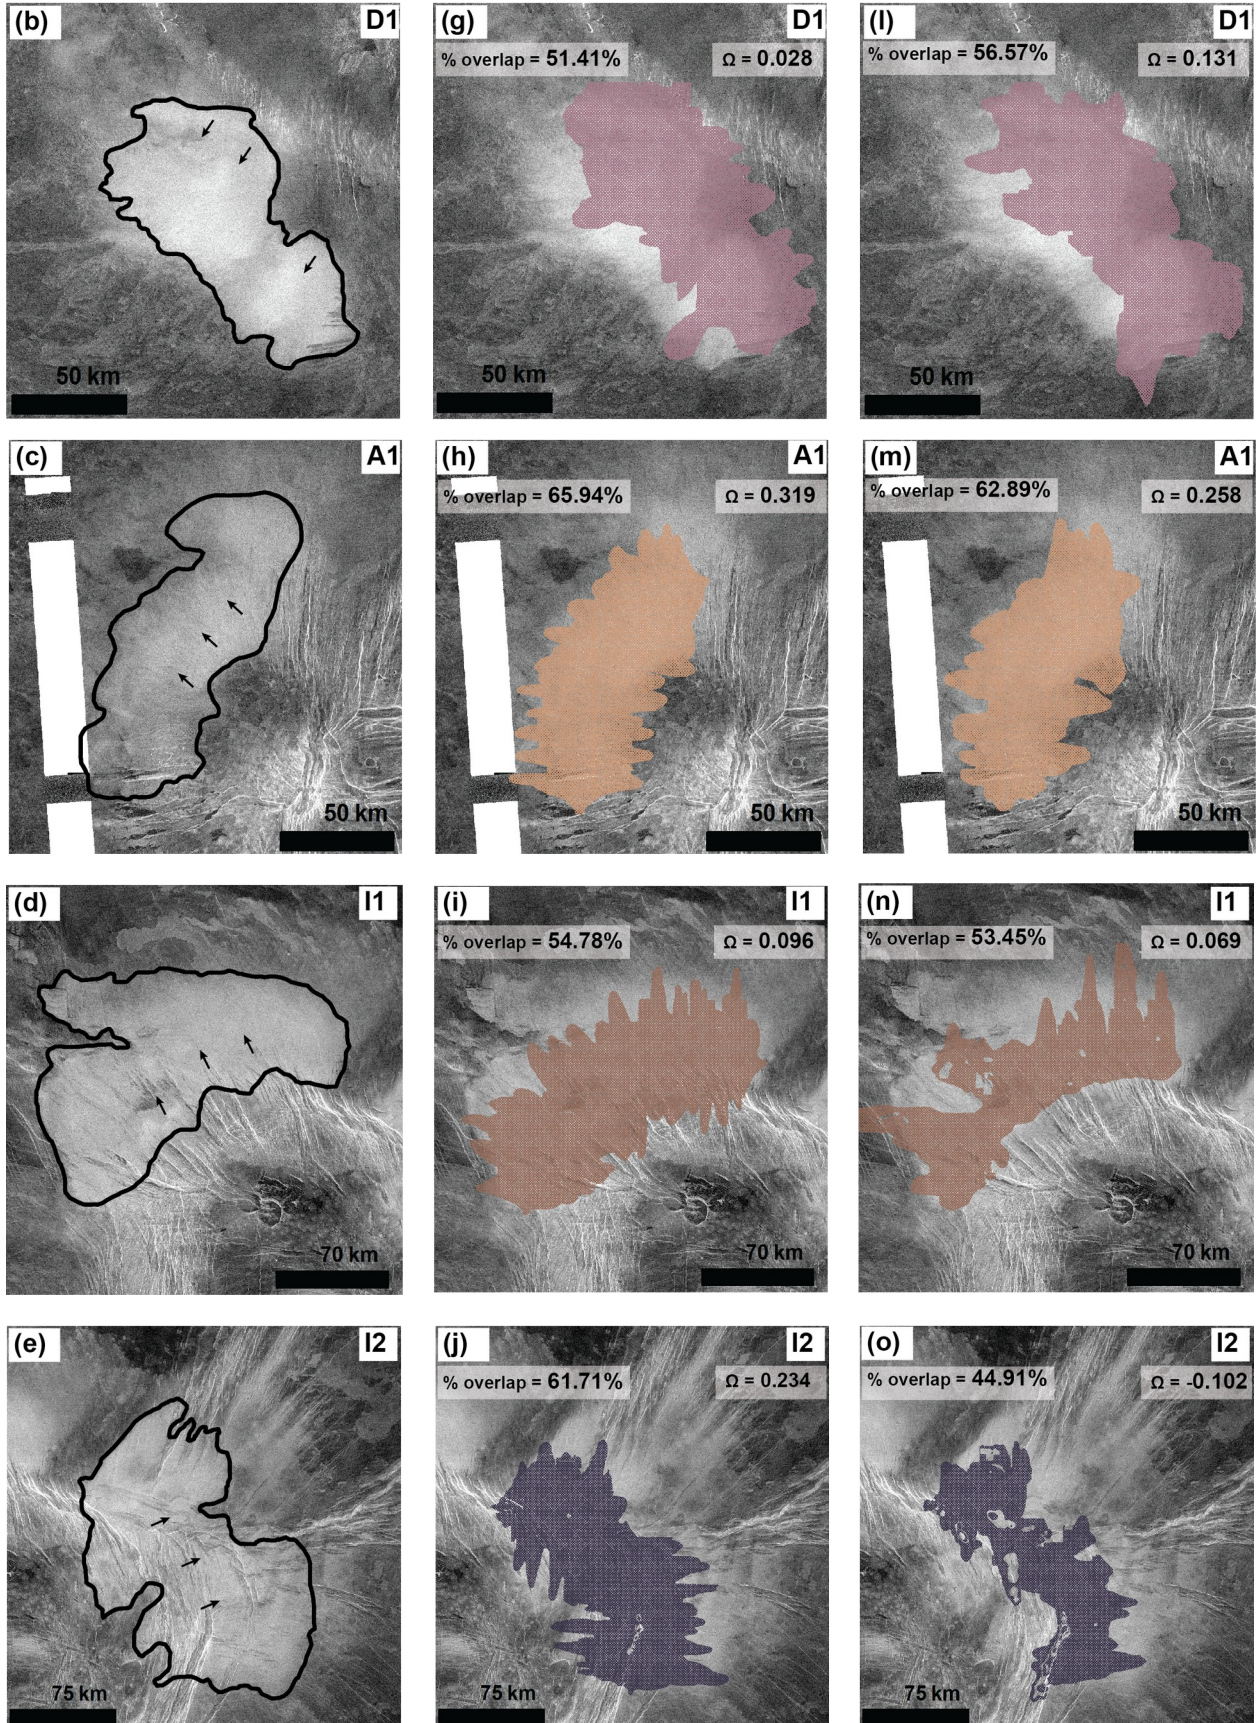 (b) D1
50 km
(g) D1
% overlap = 51.41% Ω = 0.028
50 km
(l) D1
% overlap = 56.57% Ω = 0.131
50 km
(c) A1
50 km
(h) A1
% overlap = 65.94% Ω = 0.319
50 km
(m) A1
% overlap = 62.89% Ω = 0.258
50 km
(d) I1
70 km
(i) I1
% overlap = 54.78% Ω = 0.096
70 km
(n) I1
% overlap = 53.45% Ω = 0.069
70 km
(e) I2
75 km
(j) I2
% overlap = 61.71% Ω = 0.234
75 km
(o) I2
% overlap = 44.91% Ω = -0.102
75 km